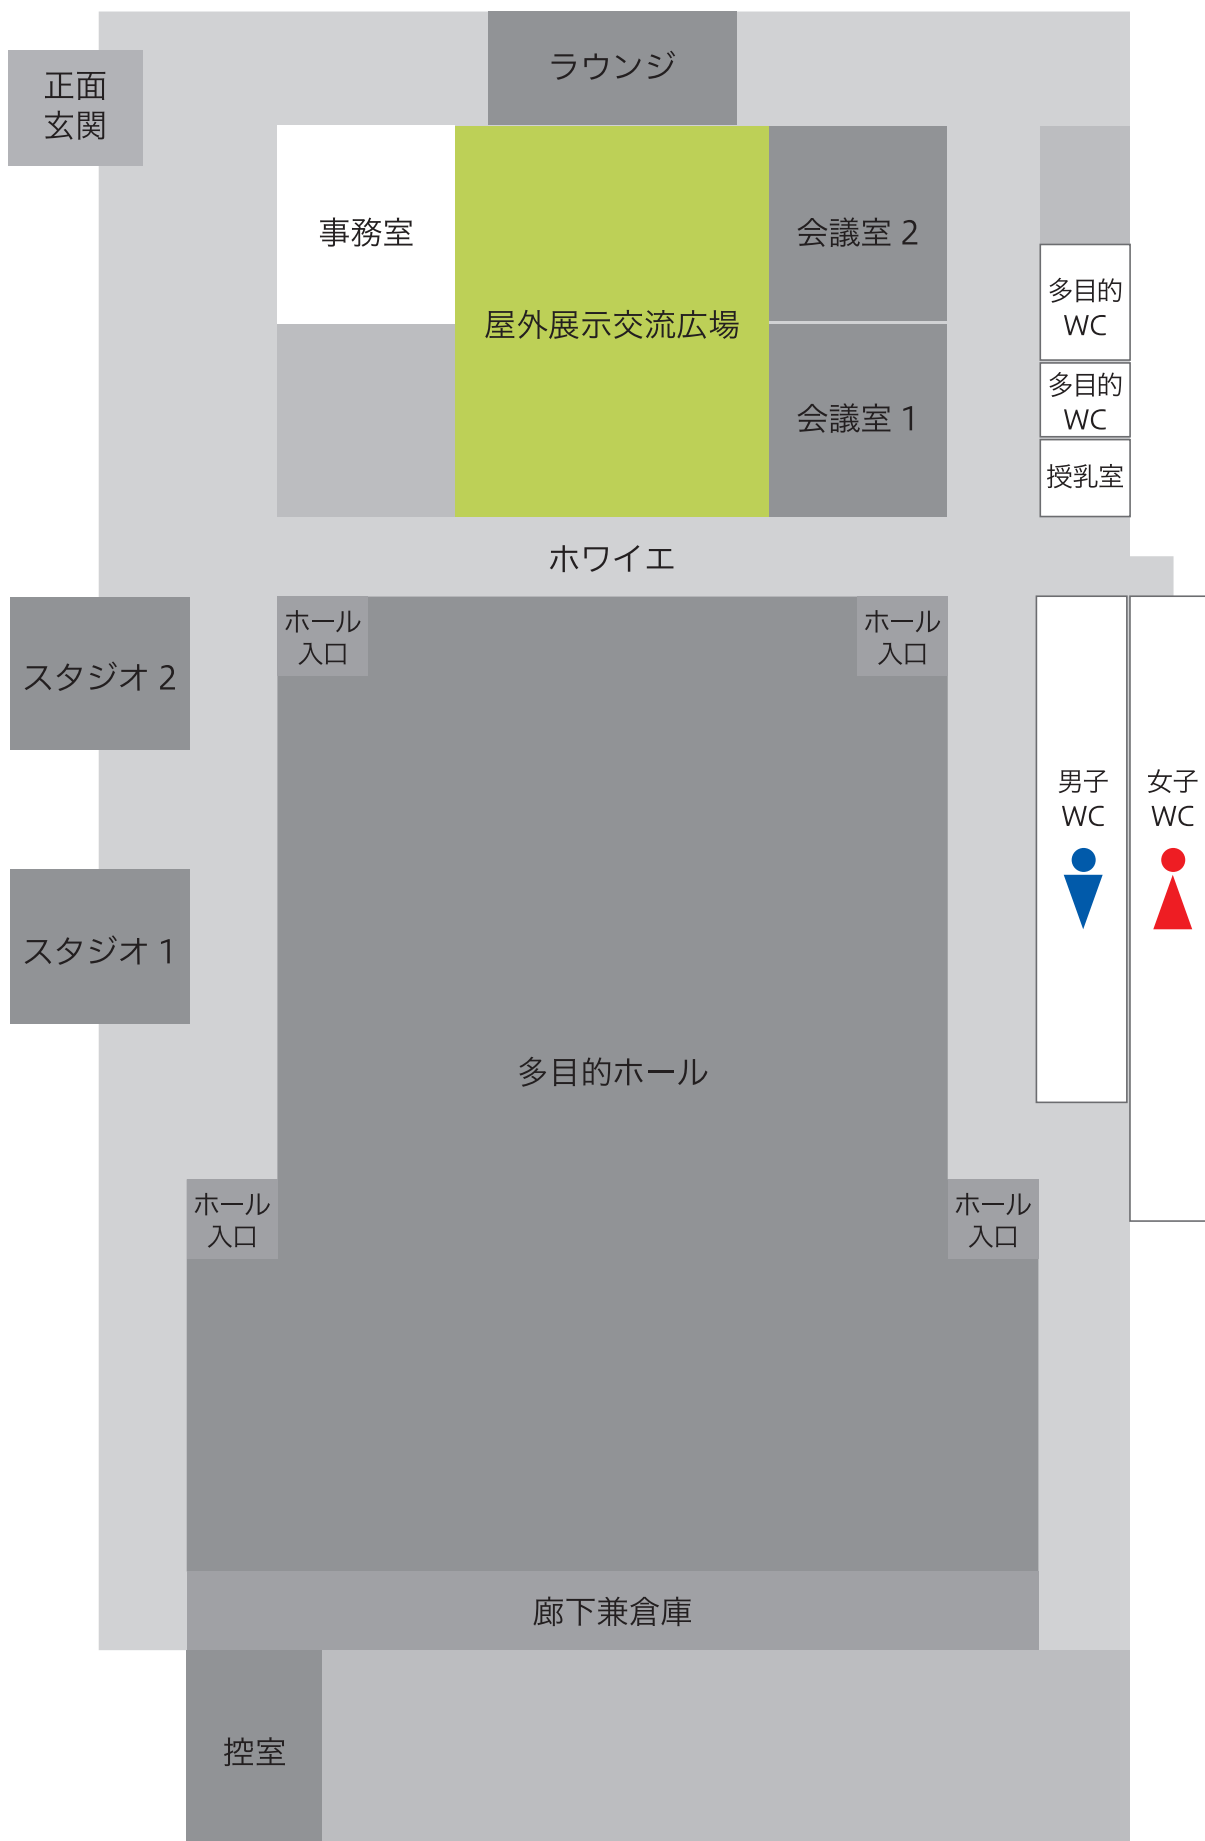 ラウンジ
正面
玄関
事務室
会議室 2
屋外展示交流広場
会議室 1
多目的
WC
多目的
WC
授乳室
ホワイエ
ホール
入口
ホール
入口
スタジオ 2
男子
WC
女子
WC
スタジオ 1
多目的ホール
ホール
入口
ホール
入口
廊下兼倉庫
控室